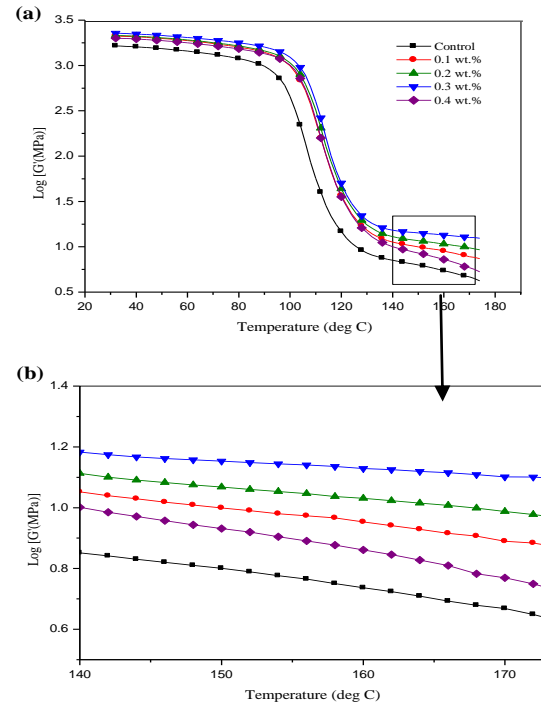 (a)
3.5
3.0
2.5
2.0
1.5
1.0
0.5
Log [G'(MPa)]
Control
0.1 wt.%
0.2 wt.%
0.3 wt.%
0.4 wt.%
20 40 60 80 100 120 140 160 180
Temperature (deg C)
(b)
1.4
1.2
1.0
0.8
0.6
Log [G'(MPa)]
140 150 160 170
Temperature (deg C)